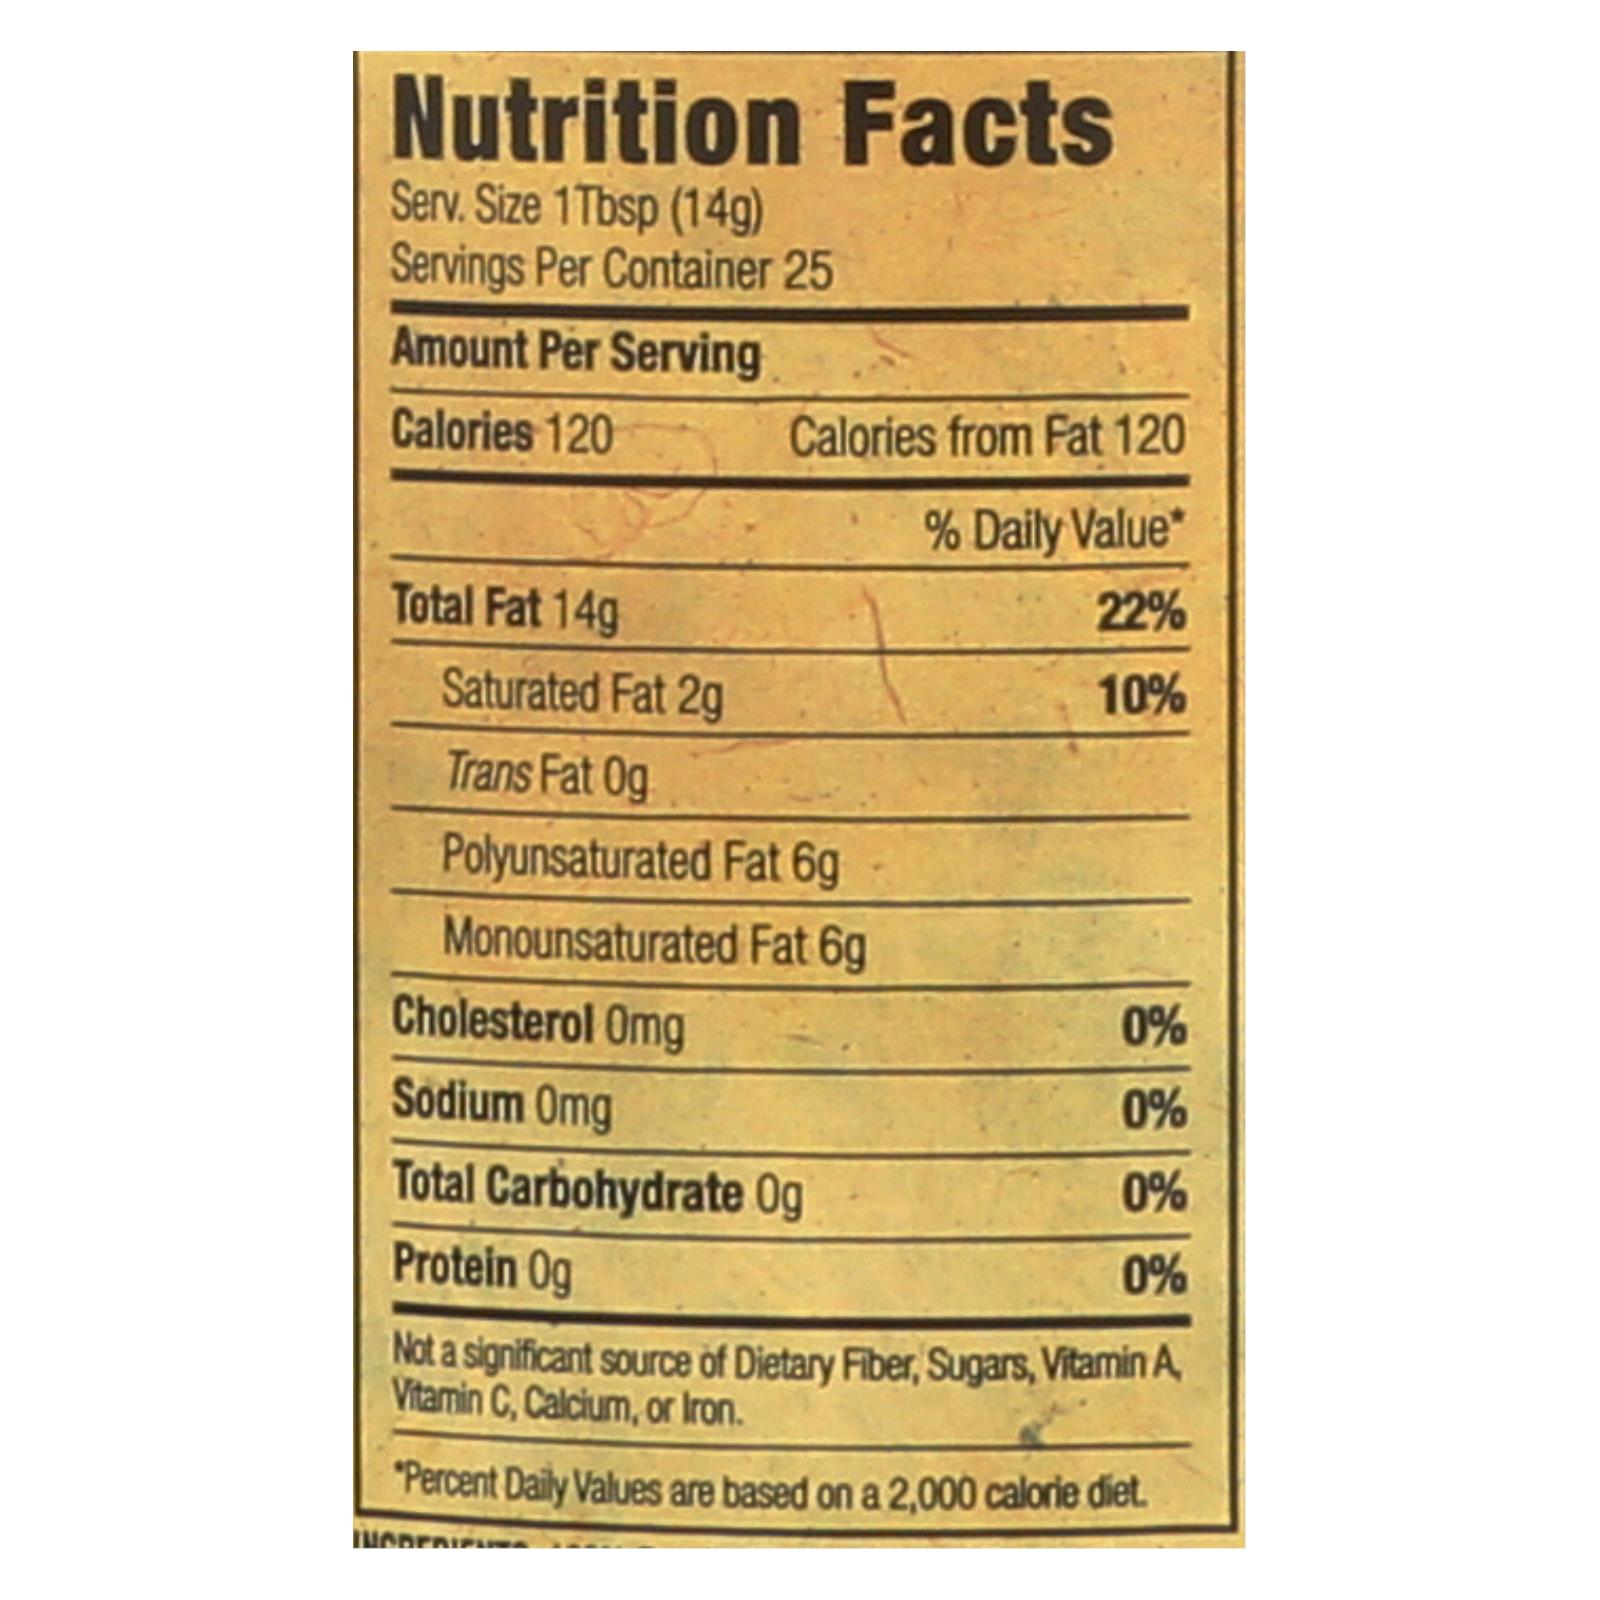 Nutrition Facts
Serv. Size 1 Tbsp (14g)
Servings Per Container 25
Amount Per Serving
Calories 120 Calories from Fat 120
% Daily Value*
Total Fat 14g 22%
Saturated Fat 2g 10%
Trans Fat 0g
Polyunsaturated Fat 6g
Monounsaturated Fat 6g
Cholesterol 0mg 0%
Sodium 0mg 0%
Total Carbohydrate 0g 0%
Protein 0g 0%
Not a significant source of Dietary Fiber, Sugars, Vitamin A,
Vitamin C, Calcium, or Iron.
*Percent Daily Values are based on a 2,000 calorie diet.